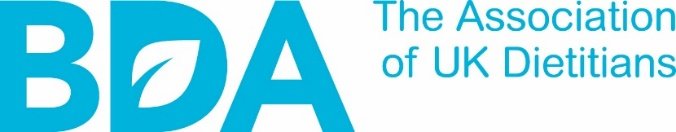 BDA
The Association
of UK Dietitians